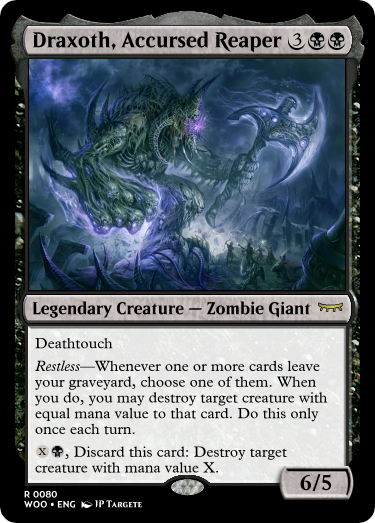 Draxoth, Accursed Reaper 3
Legendary Creature — Zombie Giant
Deathtouch
Restless—Whenever one or more cards leave
your graveyard, choose one of them. When
you do, you may destroy target creature with
equal mana value to that card. Do this only
once each turn.
X, Discard this card: Destroy target
creature with mana value X.
6/5
R 0080
WOO • ENG JP Targete